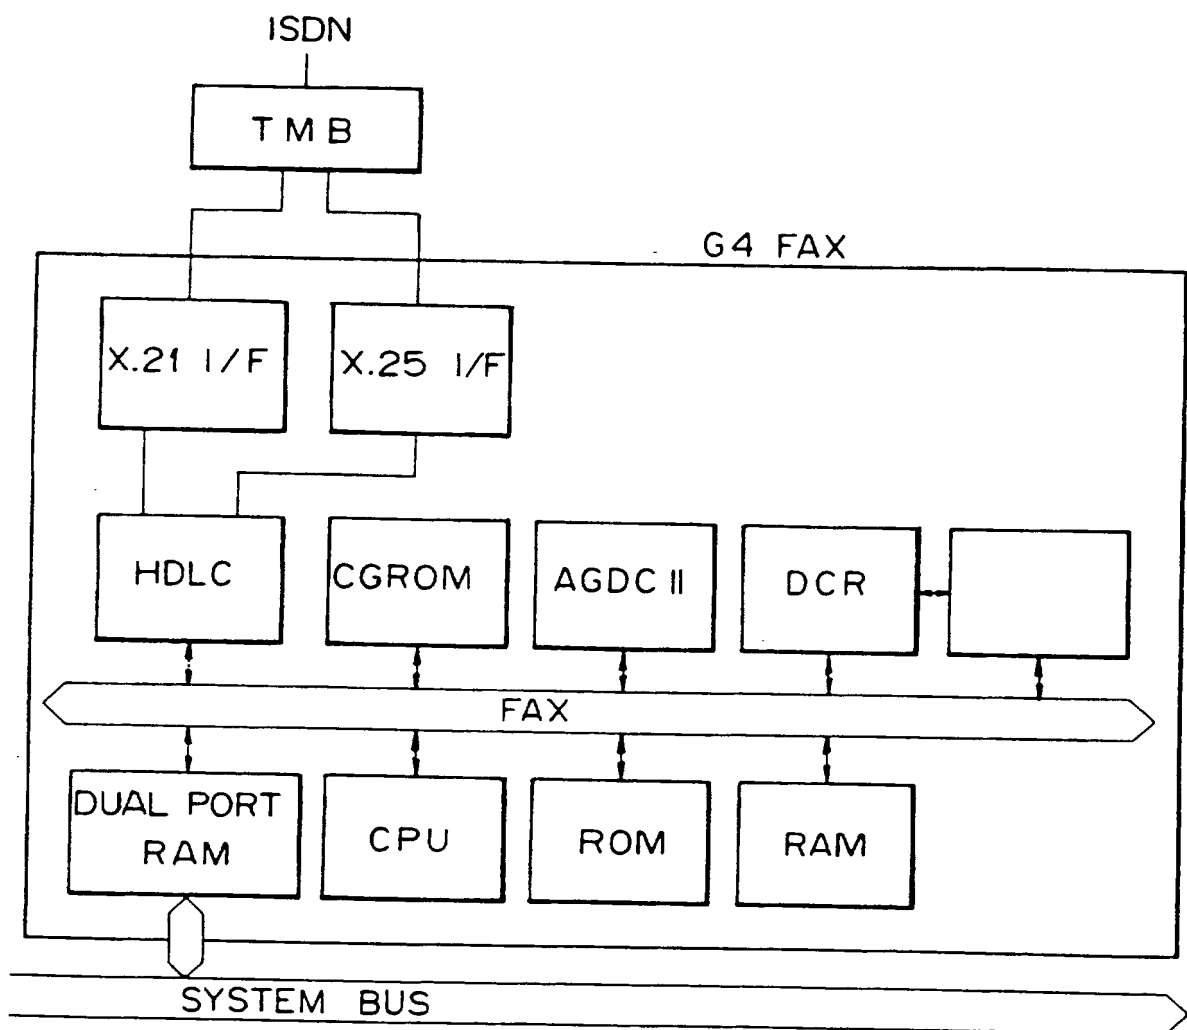 ISDN
TMB
G4 FAX
X.21 I/F
X.25 I/F
HDLC
CGROM
AGDC II
DCR
FAX
DUAL PORT
RAM
CPU
ROM
RAM
SYSTEM BUS